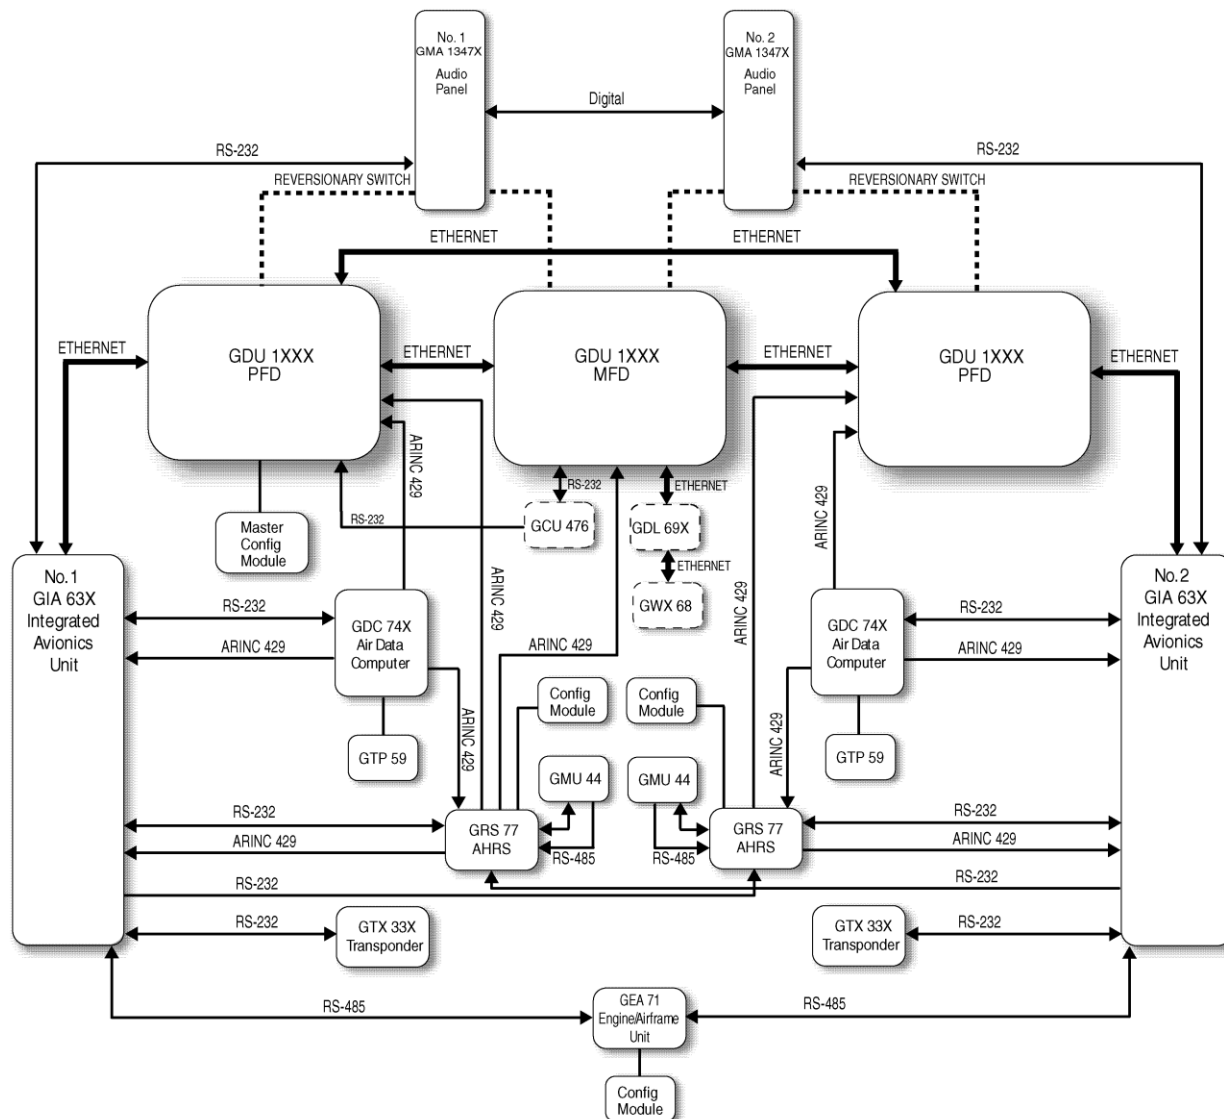 No. 1
GMA 1347X
Audio
Panel
No. 2
GMA 1347X
Audio
Panel
Digital
RS-232
RS-232
REVERSIONARY SWITCH
REVERSIONARY SWITCH
ETHERNET
ETHERNET
ETHERNET
GDU 1XXX
PFD
ETHERNET
GDU 1XXX
MFD
ETHERNET
GDU 1XXX
PFD
ETHERNET
ARINC 429
RS-232
ETHERNET
ARINC 429
Master
Config
Module
RS-232
GCU 476
GDL 69X
ETHERNET
GWX 68
No.1
GIA 63X
Integrated
Avionics
Unit
No.2
GIA 63X
Integrated
Avionics
Unit
RS-232
ARINC 429
GDC 74X
Air Data
Computer
ARINC 429
ARINC 429
ARINC 429
GDC 74X
Air Data
Computer
RS-232
ARINC 429
GTP 59
ARINC 429
Config
Module
Config
Module
ARINC 429
GTP 59
GMU 44
GMU 44
RS-232
ARINC 429
GRS 77
AHRS
RS-485
RS-485
GRS 77
AHRS
RS-232
ARINC 429
RS-232
RS-232
RS-232
GTX 33X
Transponder
GTX 33X
Transponder
RS-232
RS-485
GEA 71
Engine/Airframe
Unit
RS-485
Config
Module